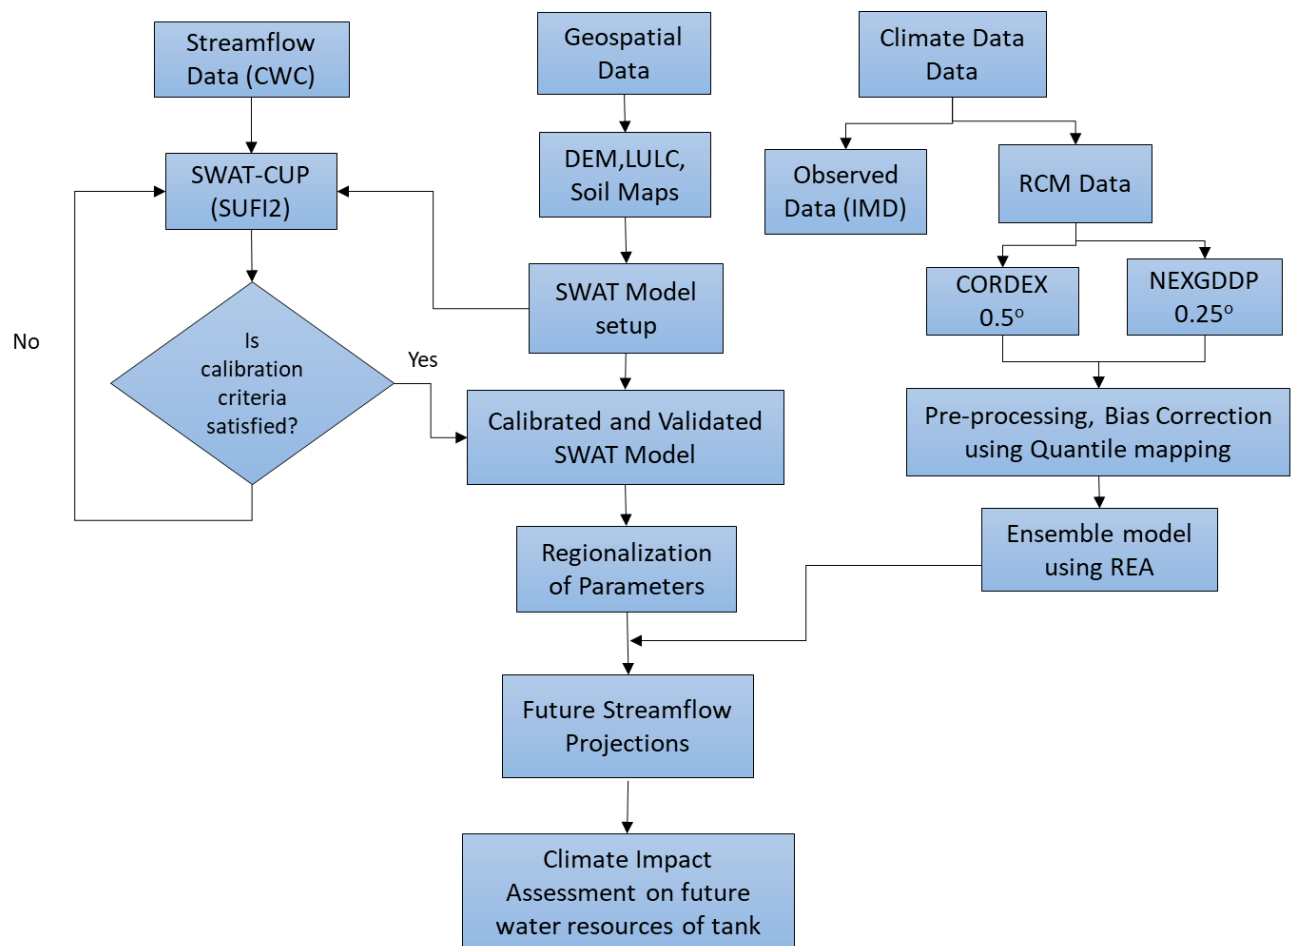 Streamflow
Data (CWC)
Geospatial
Data
Climate Data
Data
SWAT-CUP
(SUFI2)
DEM,LULC,
Soil Maps
Observed
Data (IMD)
RCM Data
CORDEX
0.5°
NEXGDDP
0.25°
SWAT Model
setup
No
Is
calibration
criteria
satisfied?
Yes
Calibrated and Validated
SWAT Model
Pre-processing, Bias Correction
using Quantile mapping
Regionalization
of Parameters
Ensemble model
using REA
Future Streamflow
Projections
Climate Impact
Assessment on future
water resources of tank